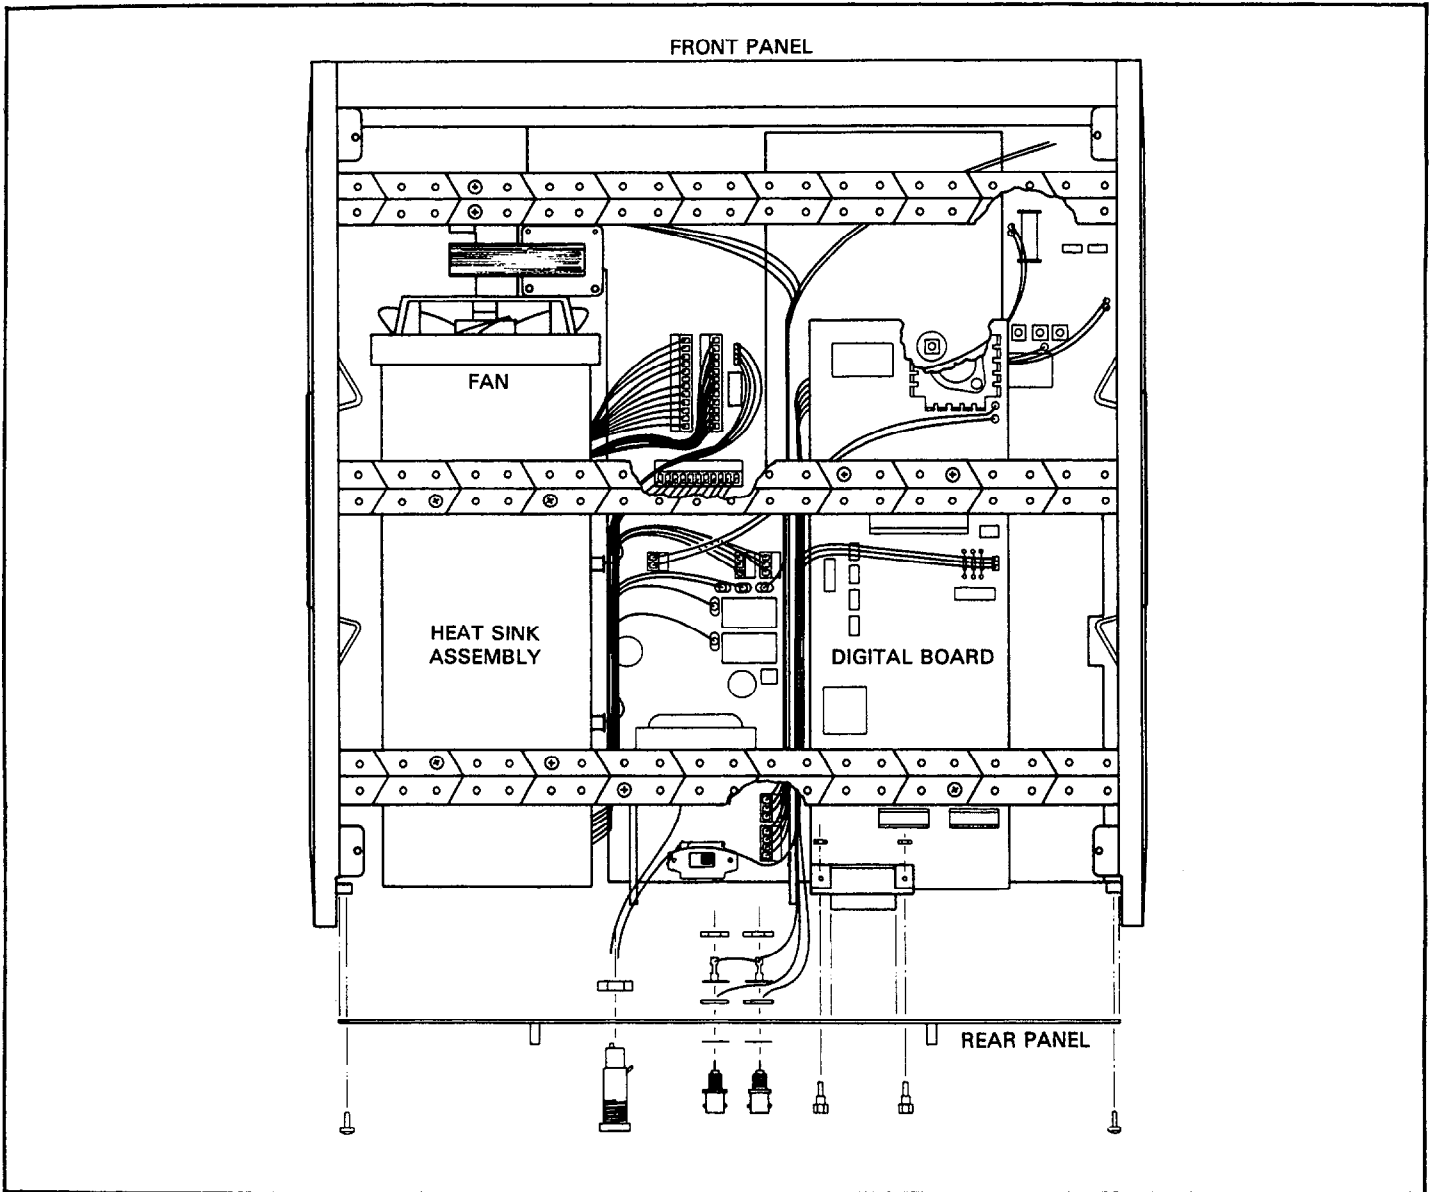 FRONT PANEL
FAN
HEAT SINK
ASSEMBLY
DIGITAL BOARD
REAR PANEL